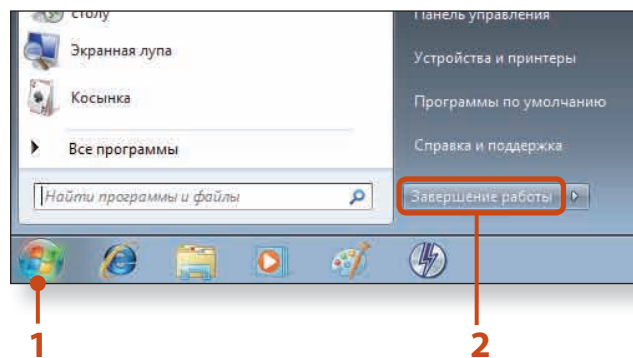 столу
Экранная лупа
Косынка
Все программы
Найти программы и файлы
Панель управления
Устройства и принтеры
Программы по умолчанию
Справка и поддержка
Завершение работы
1
2